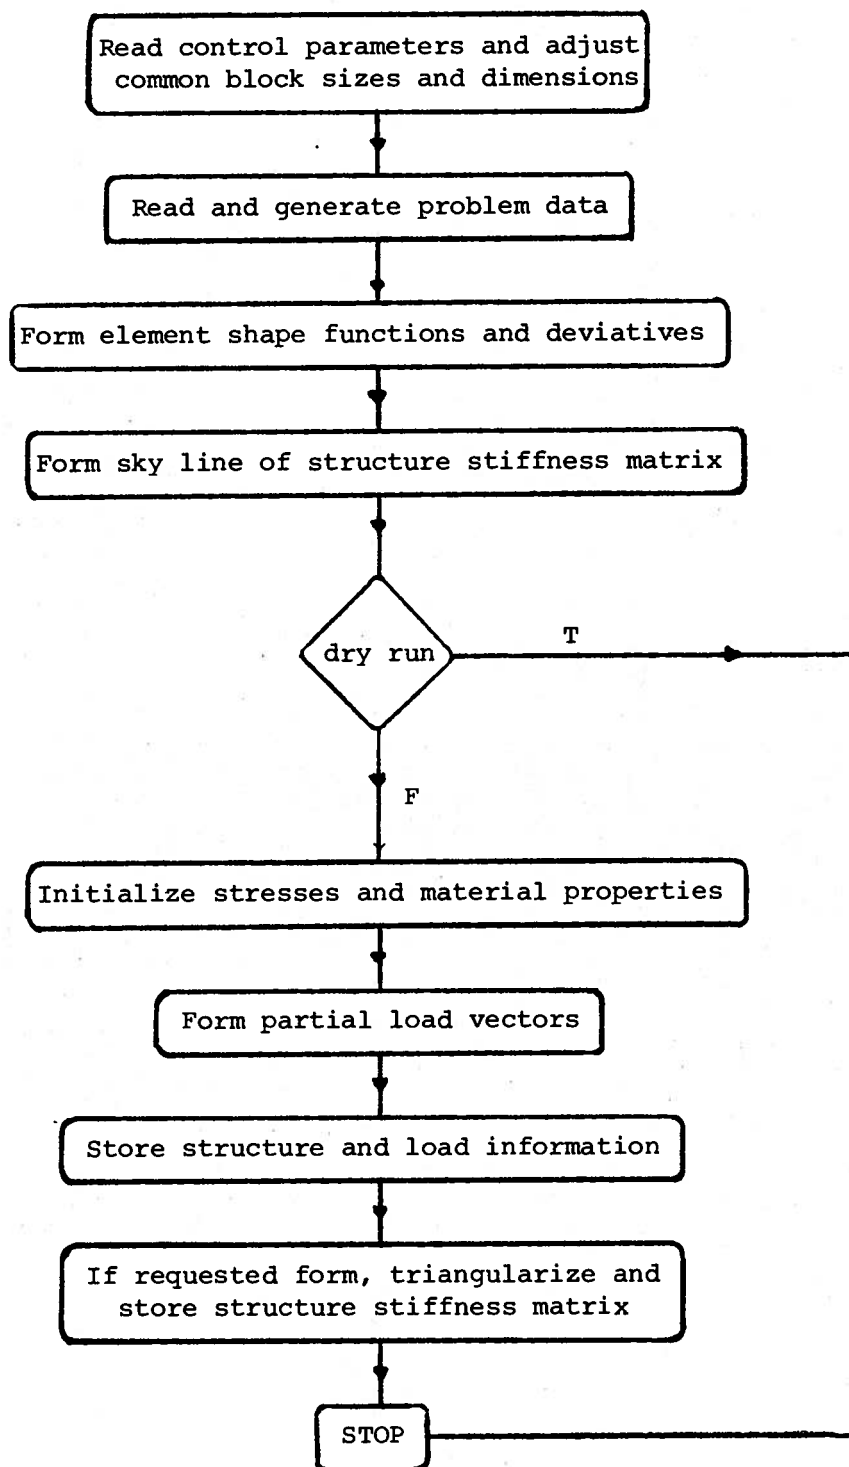 Read control parameters and adjust
common block sizes and dimensions
Read and generate problem data
Form element shape functions and deviatives
Form sky line of structure stiffness matrix
dry run
T
F
Initialize stresses and material properties
Form partial load vectors
Store structure and load information
If requested form, triangularize and
store structure stiffness matrix
STOP